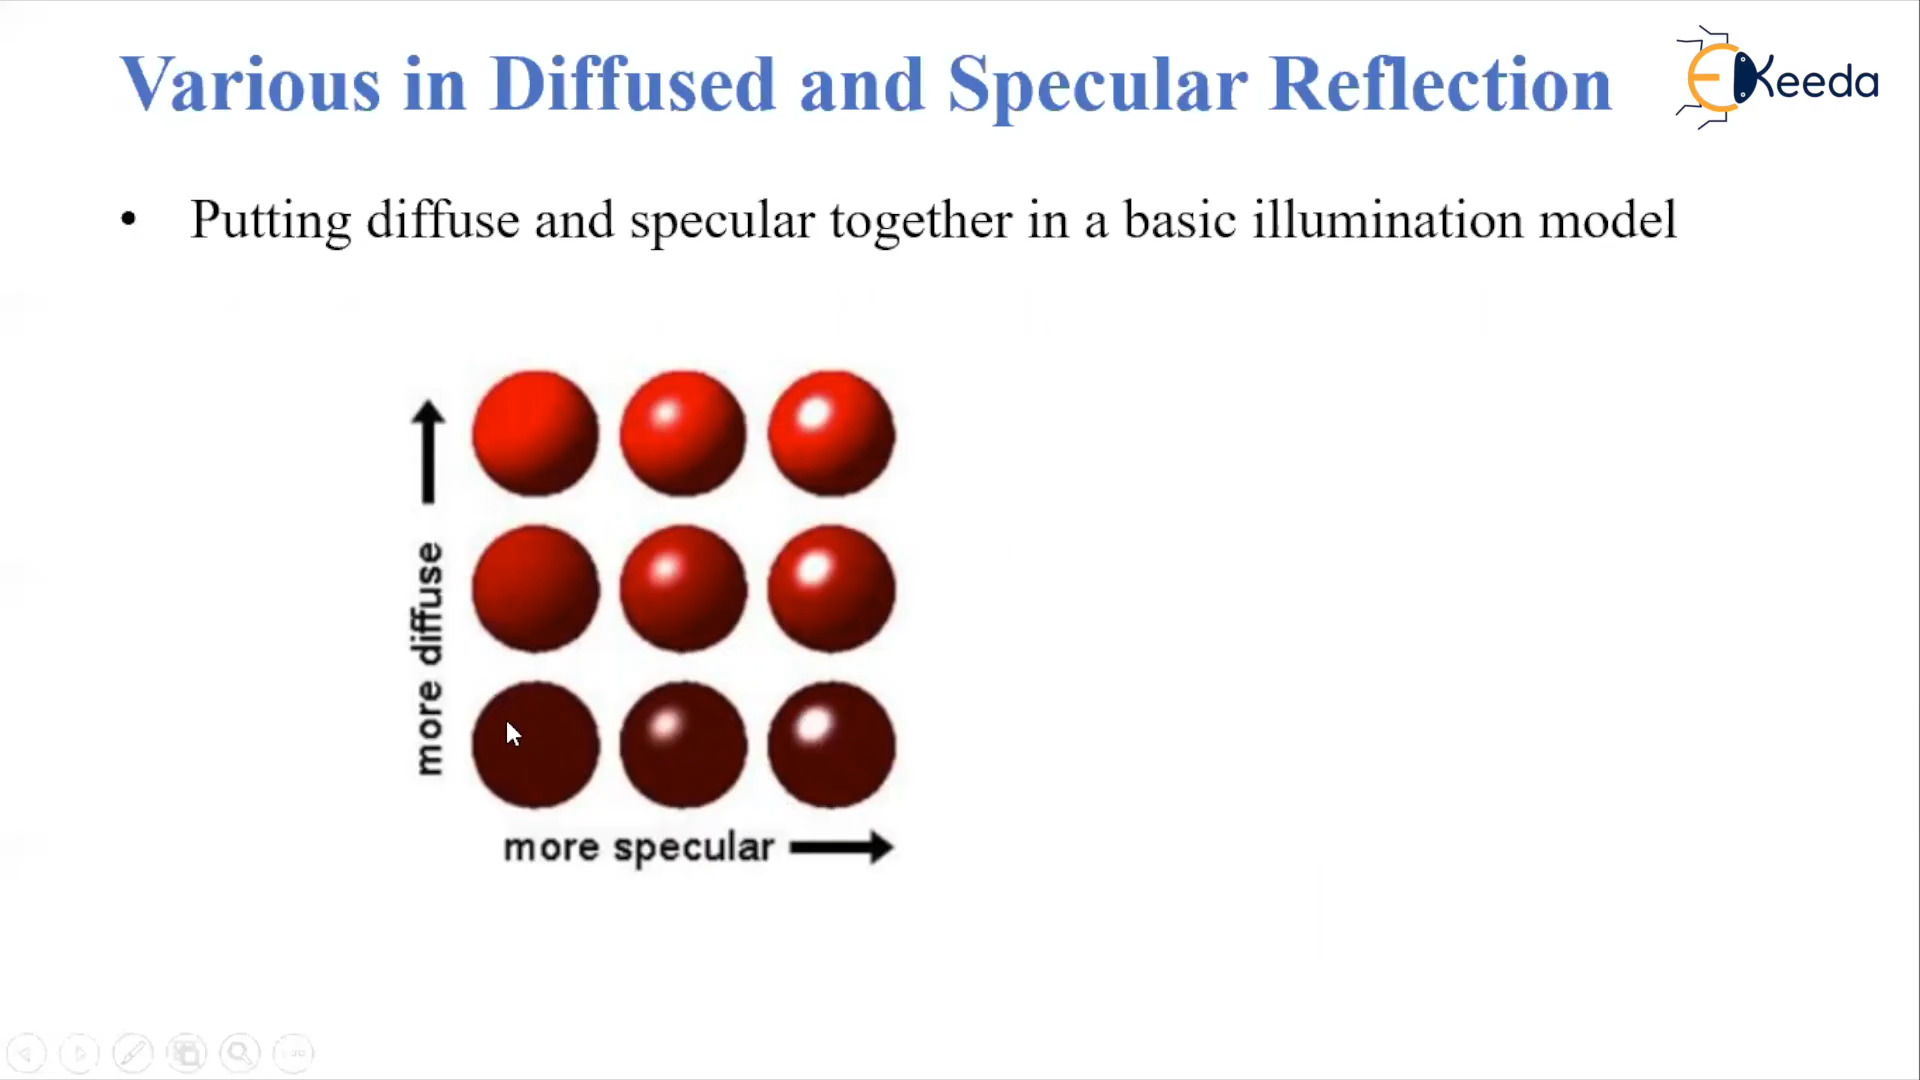 Various in Diffused and Specular Reflection
EKeeda
• Putting diffuse and specular together in a basic illumination model
more diffuse
more specular